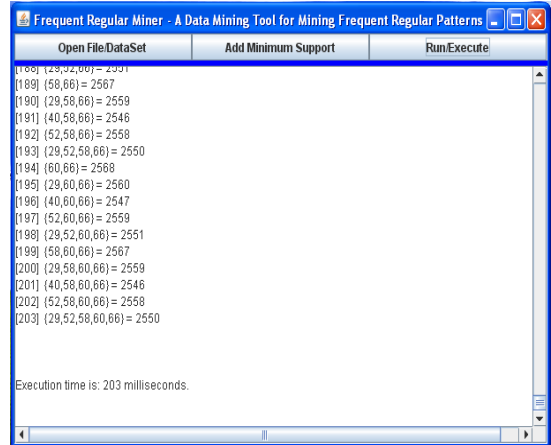 Frequent Regular Miner - A Data Mining Tool for Mining Frequent Regular Patterns
Open File/DataSet Add Minimum Support Run/Execute
[188] {29,52,66} = 2551
[189] {58,66} = 2567
[190] {29,58,66} = 2559
[191] {40,58,66} = 2546
[192] {52,58,66} = 2558
[193] {29,52,58,66} = 2550
[194] {60,66} = 2568
[195] {29,60,66} = 2560
[196] {40,60,66} = 2547
[197] {52,60,66} = 2559
[198] {29,52,60,66} = 2551
[199] {58,60,66} = 2567
[200] {29,58,60,66} = 2559
[201] {40,58,60,66} = 2546
[202] {52,58,60,66} = 2558
[203] {29,52,58,60,66} = 2550
Execution time is: 203 milliseconds.